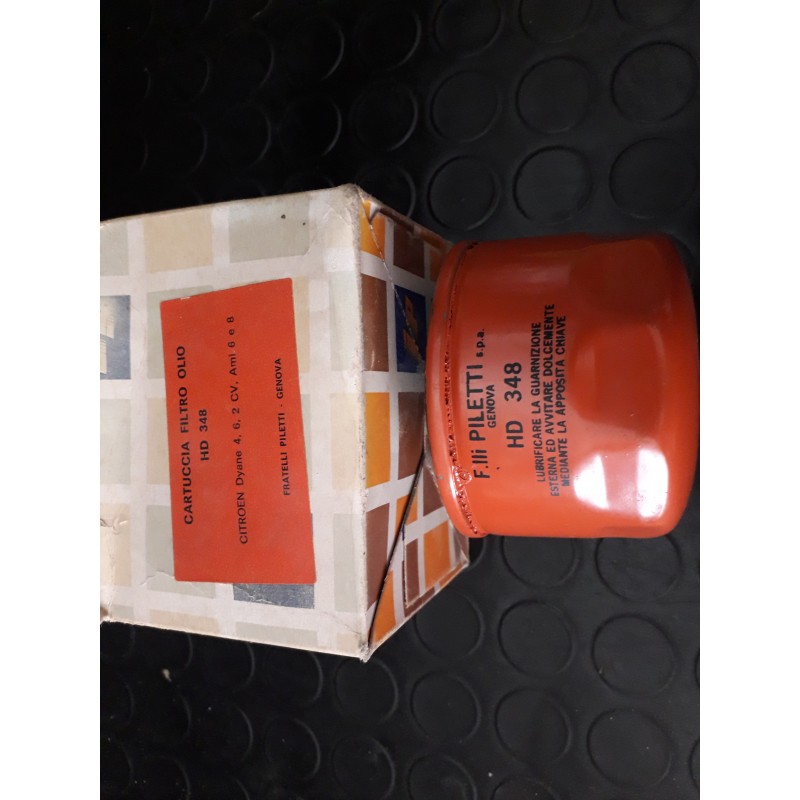 CARTUCCIA FILTRO OLIO
HD 348
CITROEN Dyane 4, 6, 2 CV, Ami 6 e 8
FRATELLI PILETTI - GENOVA
F.lli PILETTI s.p.a.
GENOVA
HD 348
LUBRIFICARE LA GUARNIZIONE
ESTERNA ED AVVITARE DOLCEMENTE
MEDIANTE LA APPOSITA CHIAVE